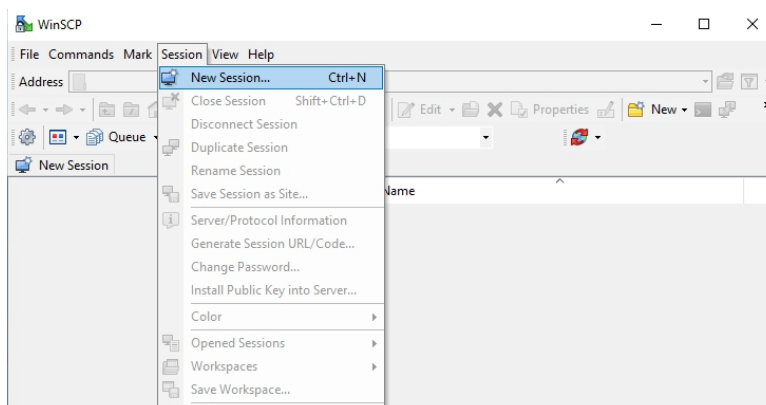 WinSCP
File Commands Mark Session View Help
Address
New Session... Ctrl+N
Close Session Shift+Ctrl+D
Edit Properties New
Disconnect Session
Queue
Duplicate Session
New Session
Rename Session
Save Session as Site...
Name
Server/Protocol Information
Generate Session URL/Code...
Change Password...
Install Public Key into Server...
Color
Opened Sessions
Workspaces
Save Workspace...